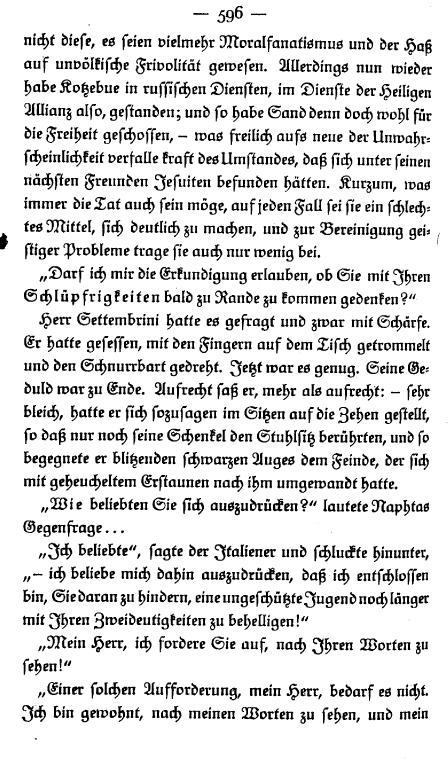 — 596 —
nicht diese, es seien vielmehr Moralfanatismus und der Haß
auf unvölkische Frivolität gewesen. Allerdings nun wieder
habe Kotzebue in russischen Diensten, im Dienste der Heiligen
Allianz also, gestanden; und so habe Sand denn doch wohl für
die Freiheit geschossen, – was freilich aufs neue der Unwahr-
scheinlichkeit verfalle kraft des Umstandes, daß sich unter seinen
nächsten Freunden Jesuiten befunden hätten. Kurzum, was
immer die Tat auch sein möge, auf jeden Fall sei sie ein schlech-
tes Mittel, sich deutlich zu machen, und zur Bereinigung gei-
stiger Probleme trage sie auch nur wenig bei.
„Darf ich mir die Erkundigung erlauben, ob Sie mit Ihren
Schlüpfrigkeiten bald zu Rande zu kommen gedenken?“
Herr Settembrini hatte es gefragt und zwar mit Schärfe.
Er hatte gesessen, mit den Fingern auf dem Tisch getrommelt
und den Schnurrbart gedreht. Jetzt war es genug. Seine Ge-
duld war zu Ende. Aufrecht saß er, mehr als aufrecht: – sehr
bleich, hatte er sich sozusagen im Sitzen auf die Zehen gestellt,
so daß nur noch seine Schenkel den Stuhlsitz berührten, und so
begegnete er blitzenden schwarzen Auges dem Feinde, der sich
mit geheucheltem Erstaunen nach ihm umgewandt hatte.
„Wie beliebten Sie sich auszudrücken?“ lautete Naphtas
Gegenfrage...
„Ich beliebte“, sagte der Italiener und schluckte hinunter,
„– ich beliebe mich dahin auszudrücken, daß ich entschlossen
bin, Sie daran zu hindern, eine ungeschützte Jugend noch länger
mit Ihren Zweideutigkeiten zu behelligen!“
„Mein Herr, ich fordere Sie auf, nach Ihren Worten zu
sehen!“
„Einer solchen Aufforderung, mein Herr, bedarf es nicht.
Ich bin gewohnt, nach meinen Worten zu sehen, und mein